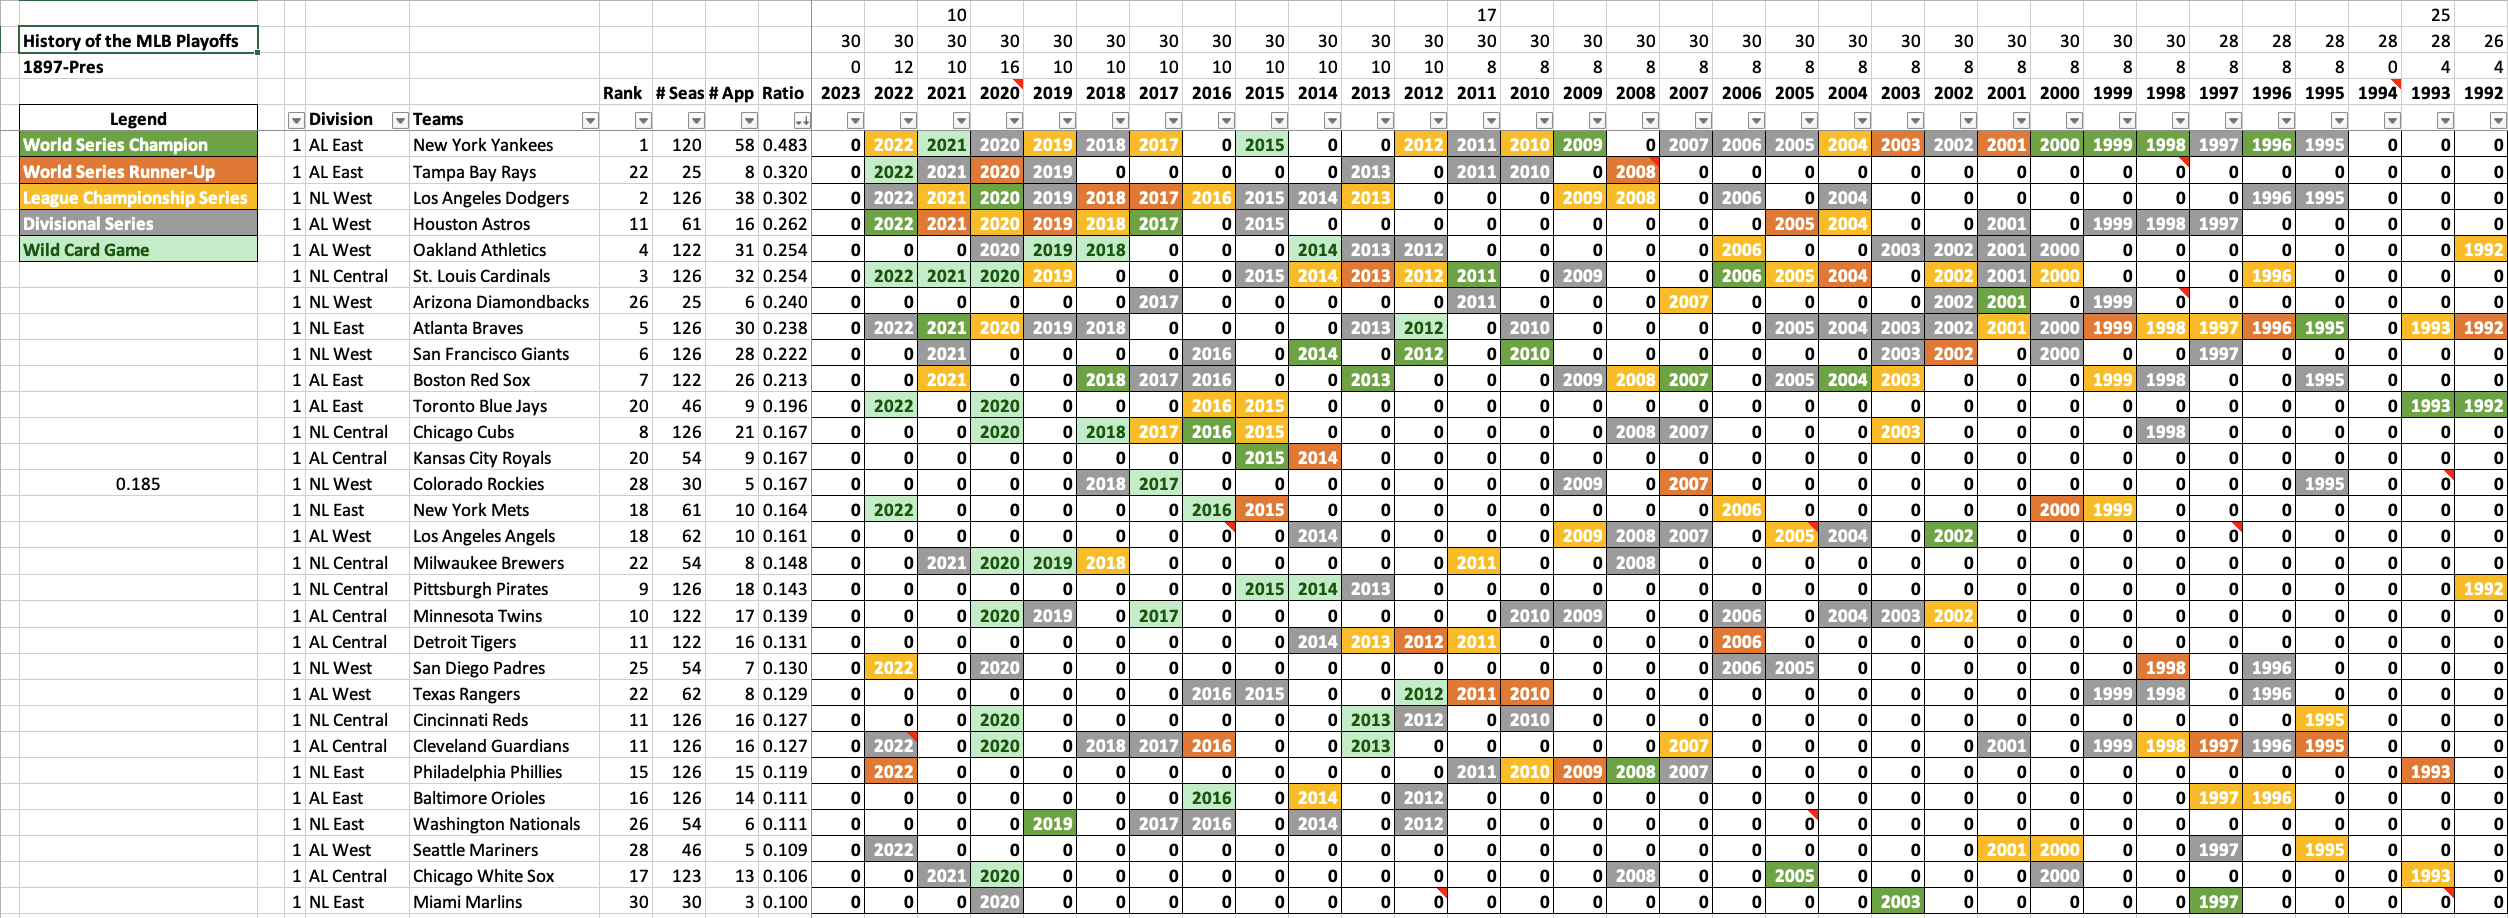 10 17 25
History of the MLB Playoffs 30 30 30 30 30 30 30 30 30 30 30 30 30 30 30 30 30 30 30 30 30 30 30 30 30 30 28 28 28 28 28 26
1897-Pres 0 12 10 16 10 10 10 10 10 10 10 10 8 8 8 8 8 8 8 8 8 8 8 8 8 8 8 8 8 0 4 4
Rank # Seas # App Ratio 2023 2022 2021 2020 2019 2018 2017 2016 2015 2014 2013 2012 2011 2010 2009 2008 2007 2006 2005 2004 2003 2002 2001 2000 1999 1998 1997 1996 1995 1994 1993 1992
Legend Division Teams
World Series Champion 1 AL East New York Yankees 1 120 58 0.483 0 2022 2021 2020 2019 2018 2017 0 2015 0 0 2012 2011 2010 2009 0 2007 2006 2005 2004 2003 2002 2001 2000 1999 1998 1997 1996 1995 0 0 0
World Series Runner-Up 1 AL East Tampa Bay Rays 22 25 8 0.320 0 2022 2021 2020 2019 0 0 0 0 0 2013 0 2011 2010 0 2008 0 0 0 0 0 0 0 0 0 0 0 0 0 0 0 0
League Championship Series 1 NL West Los Angeles Dodgers 2 126 38 0.302 0 2022 2021 2020 2019 2018 2017 2016 2015 2014 2013 0 0 0 2009 2008 0 2006 0 2004 0 0 0 0 0 0 0 1996 1995 0 0 0
Divisional Series 1 AL West Houston Astros 11 61 16 0.262 0 2022 2021 2020 2019 2018 2017 0 2015 0 0 0 0 0 0 0 0 0 2005 2004 0 0 2001 0 1999 1998 1997 0 0 0 0 0
Wild Card Game 1 AL West Oakland Athletics 4 122 31 0.254 0 0 0 2020 2019 2018 0 0 0 2014 2013 2012 0 0 0 0 0 2006 0 0 2003 2002 2001 2000 0 0 0 0 0 0 0 1992
1 NL Central St. Louis Cardinals 3 126 32 0.254 0 2022 2021 2020 2019 0 0 0 2015 2014 2013 2012 2011 0 2009 0 0 2006 2005 2004 0 2002 2001 2000 0 0 0 1996 0 0 0 0
1 NL West Arizona Diamondbacks 26 25 6 0.240 0 0 0 0 0 0 2017 0 0 0 0 0 2011 0 0 0 2007 0 0 0 0 2002 2001 0 1999 0 0 0 0 0 0 0
1 NL East Atlanta Braves 5 126 30 0.238 0 2022 2021 2020 2019 2018 0 0 0 0 2013 2012 0 2010 0 0 0 0 2005 2004 2003 2002 2001 2000 1999 1998 1997 1996 1995 0 1993 1992
1 NL West San Francisco Giants 6 126 28 0.222 0 0 2021 0 0 0 0 2016 0 2014 0 2012 0 2010 0 0 0 0 0 0 2003 2002 0 2000 0 0 1997 0 0 0 0 0
1 AL East Boston Red Sox 7 122 26 0.213 0 0 2021 0 0 2018 2017 2016 0 0 2013 0 0 0 2009 2008 2007 0 2005 2004 2003 0 0 0 1999 1998 0 0 1995 0 0 0
1 AL East Toronto Blue Jays 20 46 9 0.196 0 2022 0 2020 0 0 0 2016 2015 0 0 0 0 0 0 0 0 0 0 0 0 0 0 0 0 0 0 0 0 0 1993 1992
1 NL Central Chicago Cubs 8 126 21 0.167 0 0 0 2020 0 2018 2017 2016 2015 0 0 0 0 0 0 2008 2007 0 0 0 2003 0 0 0 0 1998 0 0 0 0 0 0
1 AL Central Kansas City Royals 20 54 9 0.167 0 0 0 0 0 0 0 0 2015 2014 0 0 0 0 0 0 0 0 0 0 0 0 0 0 0 0 0 0 0 0 0 0
0.185 1 NL West Colorado Rockies 28 30 5 0.167 0 0 0 0 0 2018 2017 0 0 0 0 0 0 0 2009 0 2007 0 0 0 0 0 0 0 0 0 0 0 1995 0 0 0
1 NL East New York Mets 18 61 10 0.164 0 2022 0 0 0 0 0 2016 2015 0 0 0 0 0 0 0 0 2006 0 0 0 0 0 2000 1999 0 0 0 0 0 0 0
1 AL West Los Angeles Angels 18 62 10 0.161 0 0 0 0 0 0 0 0 0 2014 0 0 0 0 2009 2008 2007 0 2005 2004 0 2002 0 0 0 0 0 0 0 0 0 0
1 NL Central Milwaukee Brewers 22 54 8 0.148 0 0 2021 2020 2019 2018 0 0 0 0 0 0 2011 0 0 2008 0 0 0 0 0 0 0 0 0 0 0 0 0 0 0 0
1 NL Central Pittsburgh Pirates 9 126 18 0.143 0 0 0 0 0 0 0 0 2015 2014 2013 0 0 0 0 0 0 0 0 0 0 0 0 0 0 0 0 0 0 0 0 1992
1 AL Central Minnesota Twins 10 122 17 0.139 0 0 0 2020 2019 0 2017 0 0 0 0 0 0 2010 2009 0 0 2006 0 2004 2003 2002 0 0 0 0 0 0 0 0 0 0
1 AL Central Detroit Tigers 11 122 16 0.131 0 0 0 0 0 0 0 0 0 2014 2013 2012 2011 0 0 0 0 2006 0 0 0 0 0 0 0 0 0 0 0 0 0 0
1 NL West San Diego Padres 25 54 7 0.130 0 2022 0 2020 0 0 0 0 0 0 0 0 0 0 0 0 0 2006 2005 0 0 0 0 0 0 1998 0 1996 0 0 0 0
1 AL West Texas Rangers 22 62 8 0.129 0 0 0 0 0 0 0 2016 2015 0 0 2012 2011 2010 0 0 0 0 0 0 0 0 0 0 1999 1998 0 1996 0 0 0 0
1 NL Central Cincinnati Reds 11 126 16 0.127 0 0 0 2020 0 0 0 0 0 0 2013 2012 0 2010 0 0 0 0 0 0 0 0 0 0 0 0 0 0 1995 0 0 0
1 AL Central Cleveland Guardians 11 126 16 0.127 0 2022 0 2020 0 2018 2017 2016 0 0 2013 0 0 0 0 0 2007 0 0 0 0 0 2001 0 1999 1998 1997 1996 1995 0 0 0
1 NL East Philadelphia Phillies 15 126 15 0.119 0 2022 0 0 0 0 0 0 0 0 0 0 2011 2010 2009 2008 2007 0 0 0 0 0 0 0 0 0 0 0 0 0 1993 0
1 AL East Baltimore Orioles 16 126 14 0.111 0 0 0 0 0 0 0 2016 0 2014 0 2012 0 0 0 0 0 0 0 0 0 0 0 0 0 0 1997 1996 0 0 0 0
1 NL East Washington Nationals 26 54 6 0.111 0 0 0 0 2019 0 2017 2016 0 2014 0 2012 0 0 0 0 0 0 0 0 0 0 0 0 0 0 0 0 0 0 0 0
1 AL West Seattle Mariners 28 46 5 0.109 0 2022 0 0 0 0 0 0 0 0 0 0 0 0 0 0 0 0 0 0 0 0 2001 2000 0 0 1997 0 1995 0 0 0
1 AL Central Chicago White Sox 17 123 13 0.106 0 0 2021 2020 0 0 0 0 0 0 0 0 0 0 0 2008 0 0 2005 0 0 0 0 2000 0 0 0 0 0 0 1993 0
1 NL East Miami Marlins 30 30 3 0.100 0 0 0 2020 0 0 0 0 0 0 0 0 0 0 0 0 0 0 0 0 2003 0 0 0 0 0 1997 0 0 0 0 0